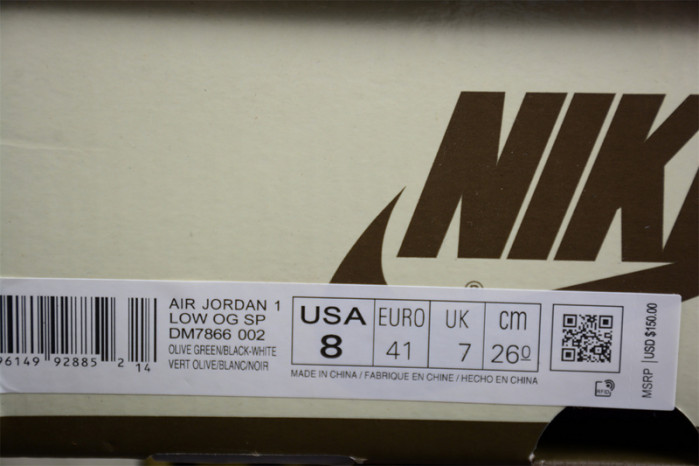 NIK
®
AIR JORDAN 1
LOW OG SP
DM7866 002
OLIVE GREEN/BLACK-WHITE
VERT OLIVE/BLANC/NOIR
96149 92885 2 14
USA EURO UK cm
8 41 7 26.0
MADE IN CHINA / FABRIQUE EN CHINE / HECHO EN CHINA
RFID
MSRP | USD $150.00